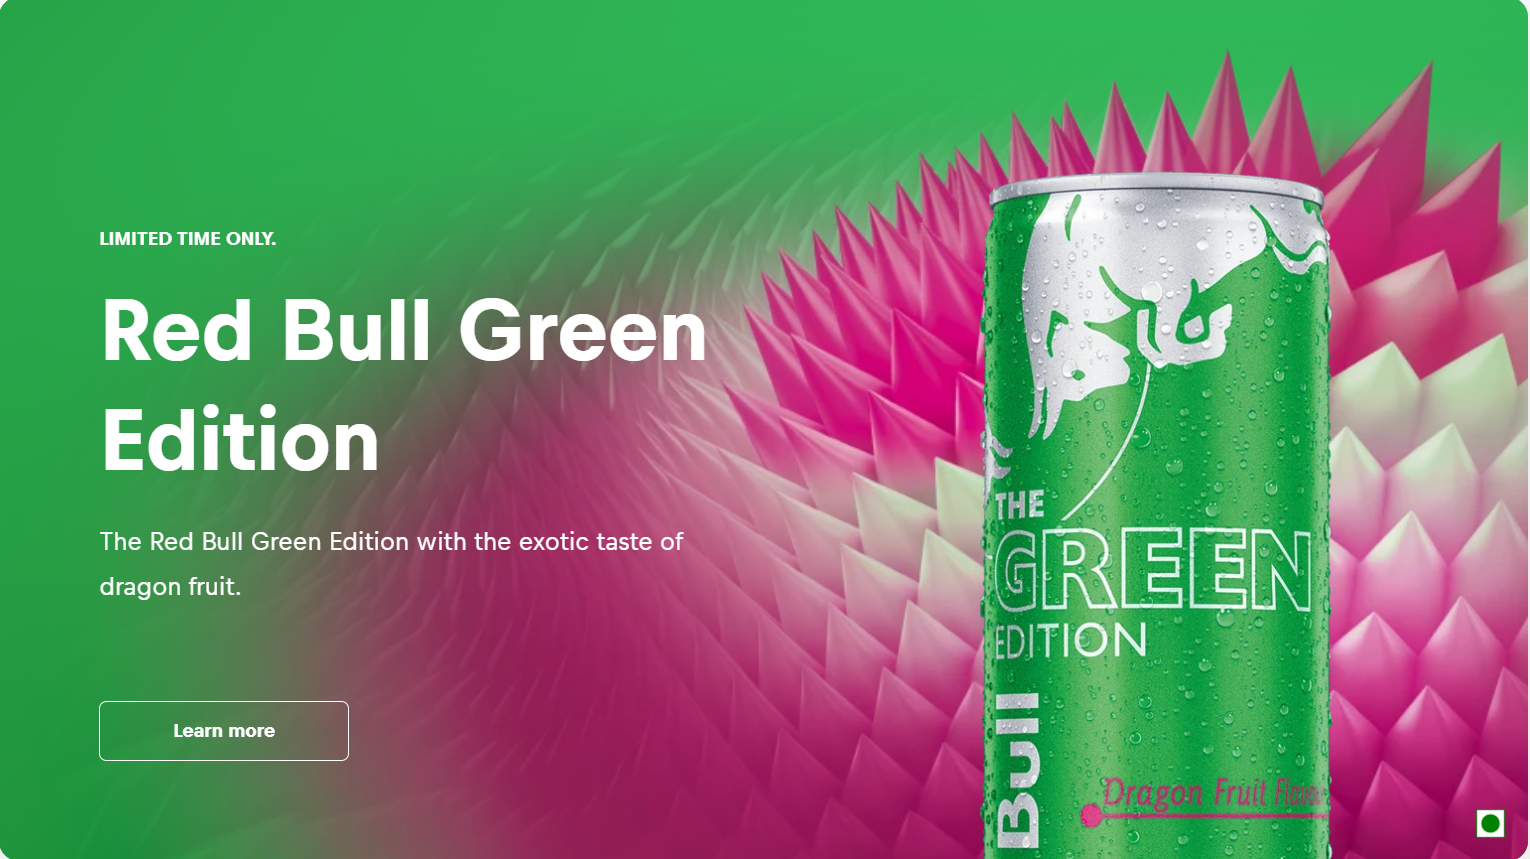 LIMITED TIME ONLY.
Red Bull Green
Edition
The Red Bull Green Edition with the exotic taste of
dragon fruit.
Learn more
THE
GREEN
EDITION
Bull
Dragon Fruit Flavour